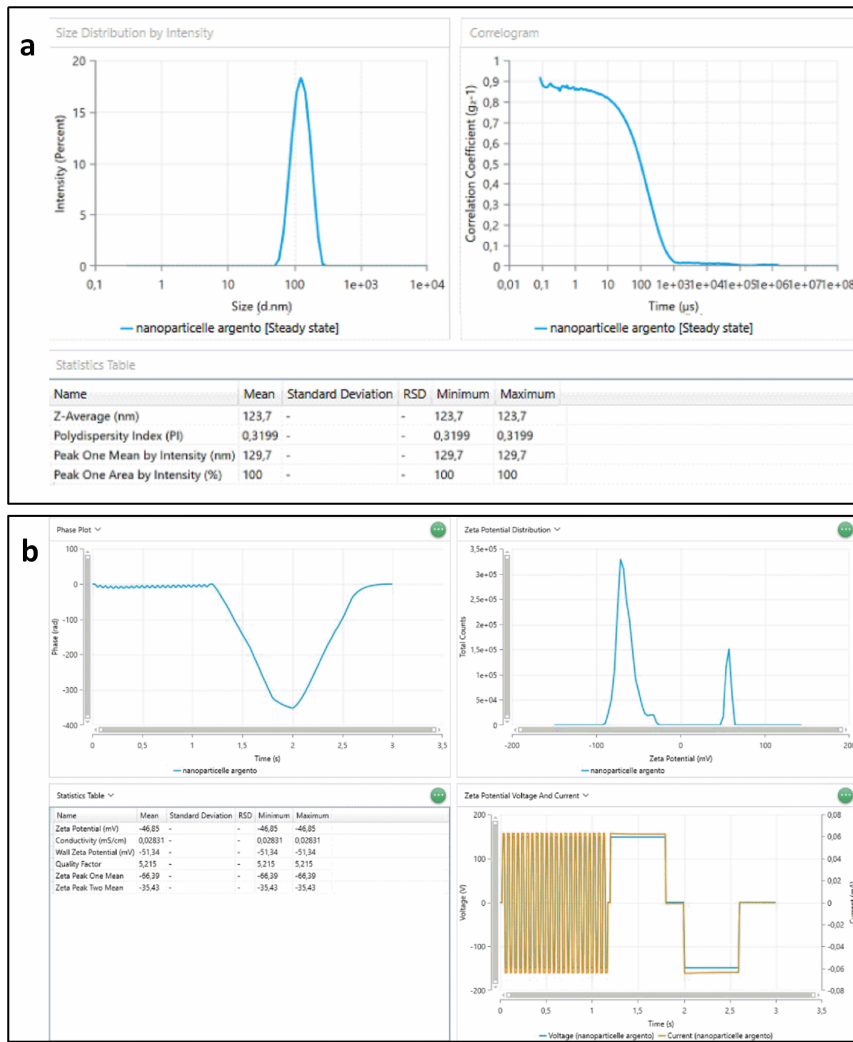 a
Size Distribution by Intensity
20
15
10
5
0
Intensity (Percent)
0,1 1 10 100 1e+03 1e+04
Size (d.nm)
nanoparticelle argento [Steady state]
Correlogram
1
0,9
0,8
0,7
0,6
0,5
0,4
0,3
0,2
0,1
0
Correlation Coefficient (g₂-1)
0,01 0,1 1 10 100 1e+03 1e+04 1e+05 1e+06 1e+07 1e+08
Time (µs)
nanoparticelle argento [Steady state]
Statistics Table
Name Mean Standard Deviation RSD Minimum Maximum
Z-Average (nm) 123,7 - - 123,7 123,7
Polydispersity Index (PI) 0,3199 - - 0,3199 0,3199
Peak One Mean by Intensity (nm) 129,7 - - 129,7 129,7
Peak One Area by Intensity (%) 100 - - 100 100
b
Phase Plot
100
0
-100
-200
-300
-400
Phase (rad)
0 0,5 1 1,5 2 2,5 3 3,5
Time (s)
nanoparticelle argento
Zeta Potential Distribution
3,5e+05
3e+05
2,5e+05
2e+05
1,5e+05
1e+05
5e+04
0
Total Counts
-200 -100 0 100 200
Zeta Potential (mV)
nanoparticelle argento
Statistics Table
Name Mean Standard Deviation RSD Minimum Maximum
Zeta Potential (mV) -46,85 - - -46,85 -46,85
Conductivity (mS/cm) 0,02831 - - 0,02831 0,02831
Wall Zeta Potential (mV) -51,34 - - -51,34 -51,34
Quality Factor 5,215 - - 5,215 5,215
Zeta Peak One Mean -66,39 - - -66,39 -66,39
Zeta Peak Two Mean -35,43 - - -35,43 -35,43
Zeta Potential Voltage And Current
200
100
0
-100
-200
Voltage (V)
0,08
0,06
0,04
0,02
0
-0,02
-0,04
-0,06
-0,08
Current (mA)
0 0,5 1 1,5 2 2,5 3 3,5
Time (s)
Voltage (nanoparticelle argento) Current (nanoparticelle argento)